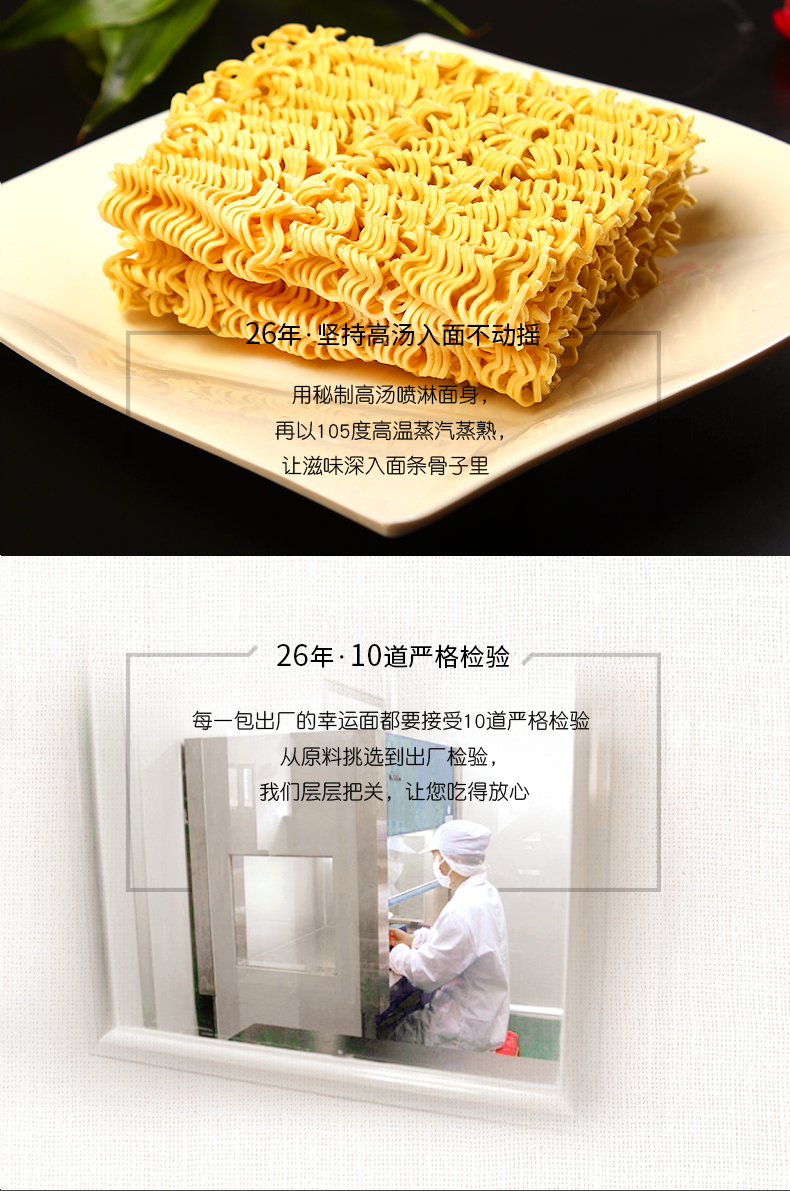 26年·坚持高汤入面不动摇
用秘制高汤喷淋面身，
再以105度高温蒸汽蒸熟，
让滋味深入面条骨子里
26年·10道严格检验
每一包出厂的幸运面都要接受10道严格检验
从原料挑选到出厂检验，
我们层层把关，让您吃得放心